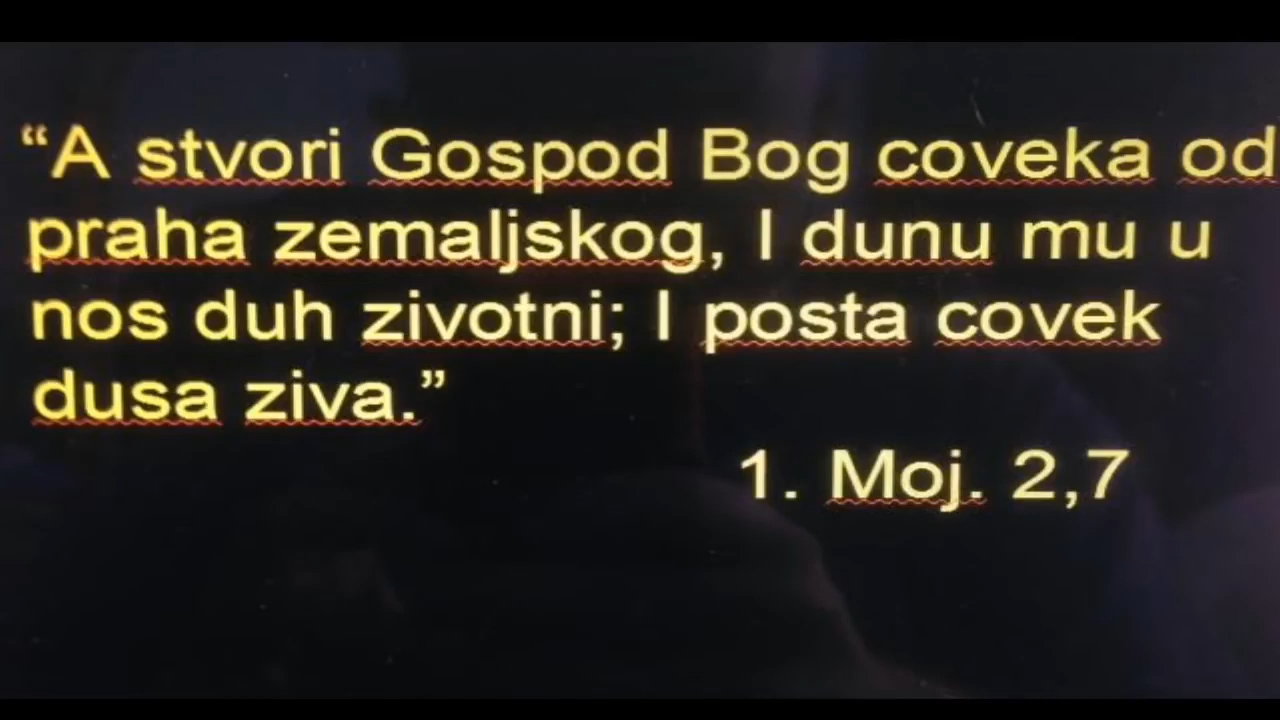 “A stvori Gospod Bog coveka od
praha zemaljskog, I dunu mu u
nos duh zivotni; I posta covek
dusa ziva.”
1. Moj. 2,7